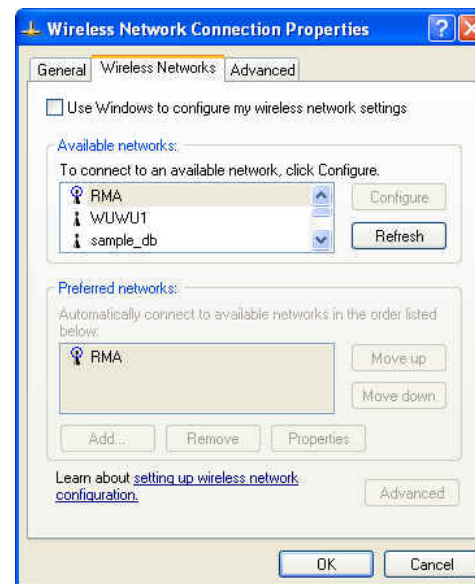 Wireless Network Connection Properties
General Wireless Networks Advanced
Use Windows to configure my wireless network settings
Available networks:
To connect to an available network, click Configure.
RMA
Configure
WUWU1
sample_db
Refresh
Preferred networks:
Automatically connect to available networks in the order listed
below:
RMA
Move up
Move down
Add... Remove Properties
Learn about setting up wireless network
configuration.
Advanced
OK Cancel